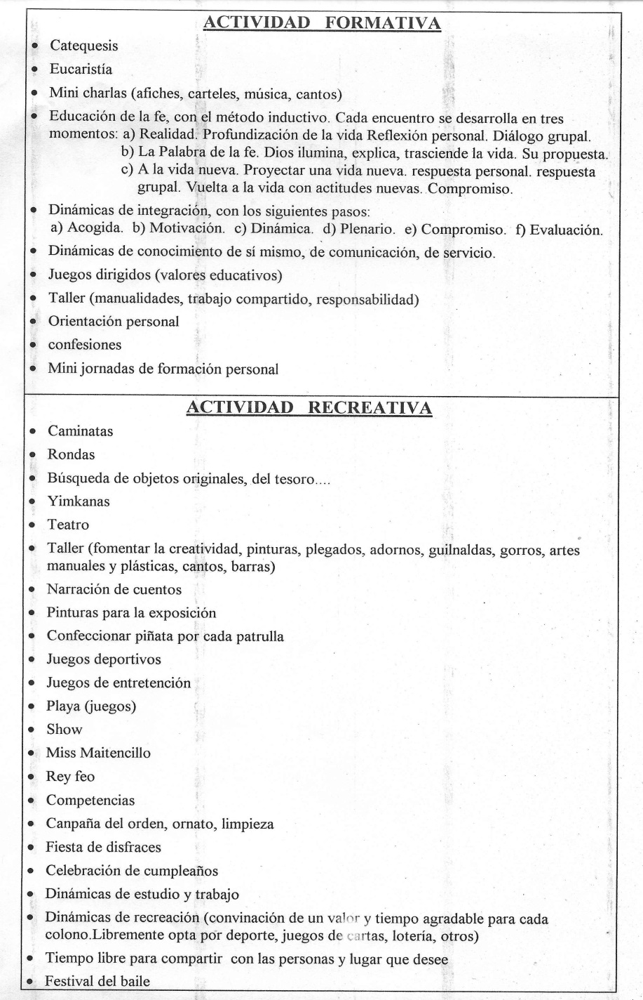 ACTIVIDAD FORMATIVA
• Catequesis
• Eucaristía
• Mini charlas (afiches, carteles, música, cantos)
• Educación de la fe, con el método inductivo. Cada encuentro se desarrolla en tres
momentos: a) Realidad. Profundización de la vida Reflexión personal. Diálogo grupal.
b) La Palabra de la fe. Dios ilumina, explica, trasciende la vida. Su propuesta.
c) A la vida nueva. Proyectar una vida nueva. respuesta personal. respuesta
grupal. Vuelta a la vida con actitudes nuevas. Compromiso.
• Dinámicas de integración, con los siguientes pasos:
a) Acogida. b) Motivación. c) Dinámica. d) Plenario. e) Compromiso. f) Evaluación.
• Dinámicas de conocimiento de sí mismo, de comunicación, de servicio.
• Juegos dirigidos (valores educativos)
• Taller (manualidades, trabajo compartido, responsabilidad)
• Orientación personal
• confesiones
• Mini jornadas de formación personal
ACTIVIDAD RECREATIVA
• Caminatas
• Rondas
• Búsqueda de objetos originales, del tesoro....
• Yimkanas
• Teatro
• Taller (fomentar la creatividad, pinturas, plegados, adornos, guilnaldas, gorros, artes
manuales y plásticas, cantos, barras)
• Narración de cuentos
• Pinturas para la exposición
• Confeccionar piñata por cada patrulla
• Juegos deportivos
• Juegos de entretención
• Playa (juegos)
• Show
• Miss Maitencillo
• Rey feo
• Competencias
• Canpaña del orden, ornato, limpieza
• Fiesta de disfraces
• Celebración de cumpleaños
• Dinámicas de estudio y trabajo
• Dinámicas de recreación (convinación de un valor y tiempo agradable para cada
colono.Libremente opta por deporte, juegos de cartas, lotería, otros)
• Tiempo libre para compartir con las personas y lugar que desee
• Festival del baile